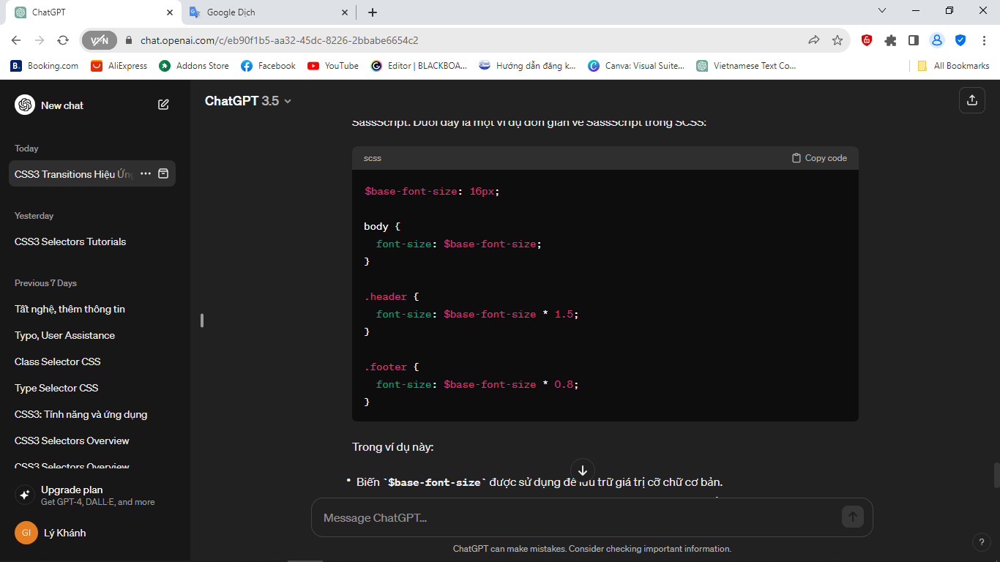 ChatGPT
Google Dịch
VPN
chat.openai.com/c/eb90f1b5-aa32-45dc-8226-2bbabe6654c2
B. Booking.com
AliExpress
Addons Store
Facebook
YouTube
Editor | BLACKBOA...
Hướng dẫn đăng k...
Canva: Visual Suite...
Vietnamese Text Co...
All Bookmarks
New chat
Today
CSS3 Transitions Hiệu Ứng
Yesterday
CSS3 Selectors Tutorials
Previous 7 Days
Tất nghệ, thêm thông tin
Typo, User Assistance
Class Selector CSS
Type Selector CSS
CSS3: Tính năng và ứng dụng
CSS3 Selectors Overview
CSS3 Selectors Overview
Upgrade plan
Get GPT-4, DALL·E, and more
GI
Lý Khánh
ChatGPT 3.5
SassScript. Dưới đây là một ví dụ đơn giản về SassScript trong SCSS:
scss
Copy code
$base-font-size: 16px;
body {
font-size: $base-font-size;
}
.header {
font-size: $base-font-size * 1.5;
}
.footer {
font-size: $base-font-size * 0.8;
}
Trong ví dụ này:
• Biến `$base-font-size` được sử dụng để lưu trữ giá trị cỡ chữ cơ bản.
Message ChatGPT...
ChatGPT can make mistakes. Consider checking important information.
?